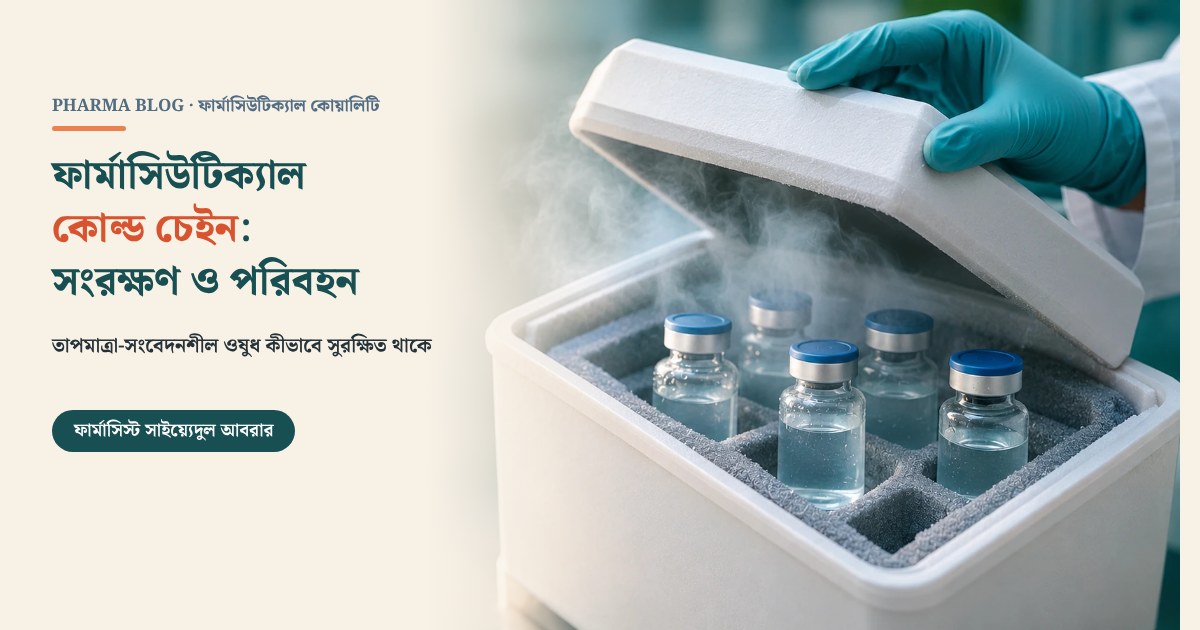 PHARMA BLOG · ফার্মাসিউটিক্যাল কোয়ালিটি
ফার্মাসিউটিক্যাল
কোল্ড চেইন:
সংরক্ষণ ও পরিবহন
তাপমাত্রা-সংবেদনশীল ওষুধ কীভাবে সুরক্ষিত থাকে
ফার্মাসিস্ট সাইয়্যেদুল আবরার